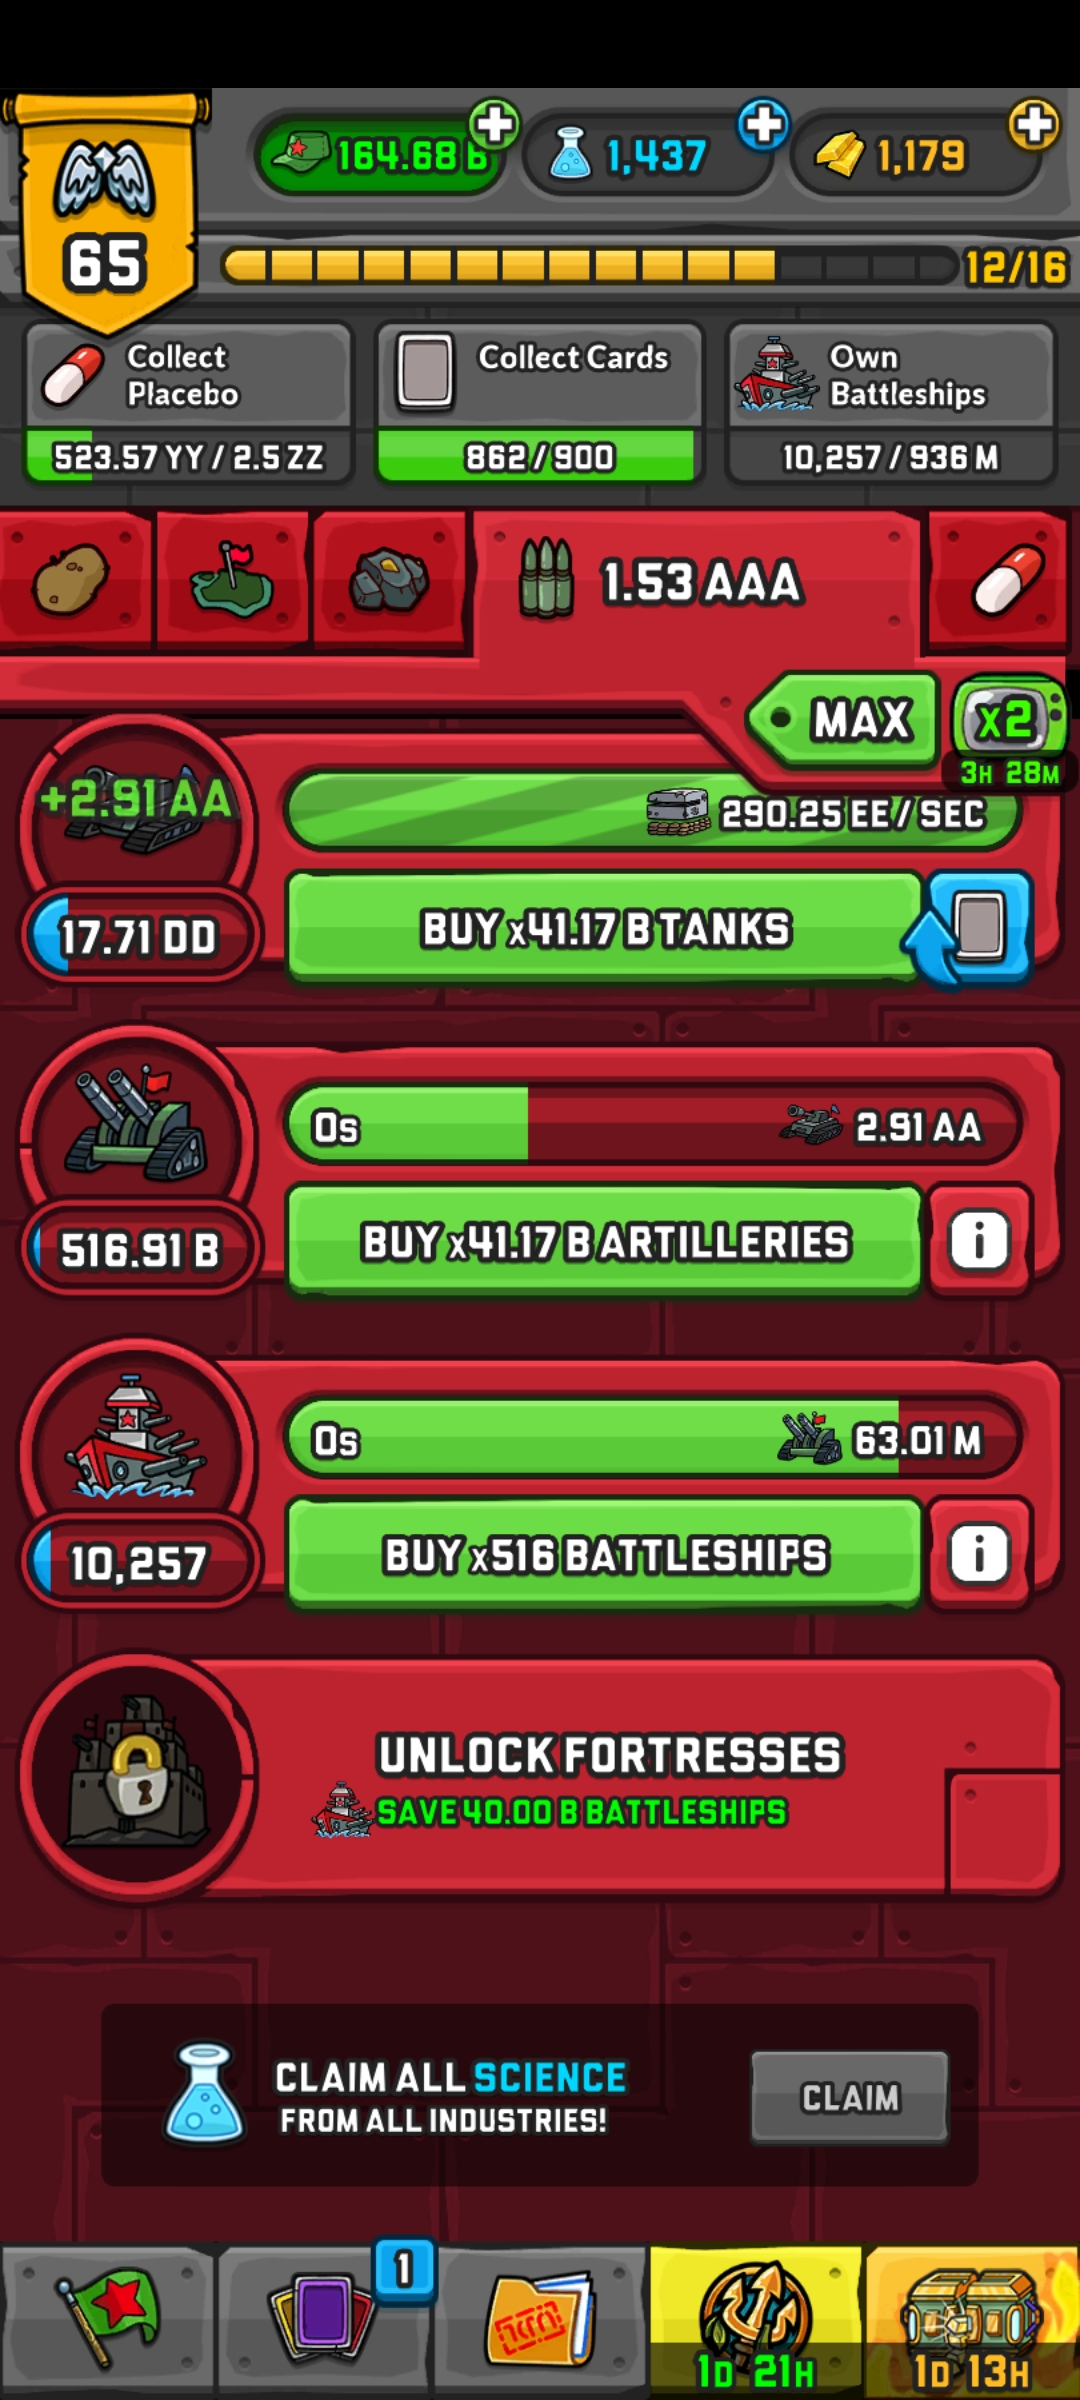 164.68 B
1,437
1,179
65
12/16
Collect
Placebo
523.57 YY / 2.5 ZZ
Collect Cards
862/900
Own
Battleships
10,257 / 936 M
1.53 AAA
MAX
x2
3H 28M
+2.91 AA
290.25 EE / SEC
17.71 DD
BUY x41.17 B TANKS
0s
2.91 AA
516.91 B
BUY x41.17 B ARTILLERIES
i
0s
63.01 M
10,257
BUY x516 BATTLESHIPS
i
UNLOCK FORTRESSES
SAVE 40.00 B BATTLESHIPS
CLAIM ALL SCIENCE
FROM ALL INDUSTRIES!
CLAIM
1
1D 21H
1D 13H